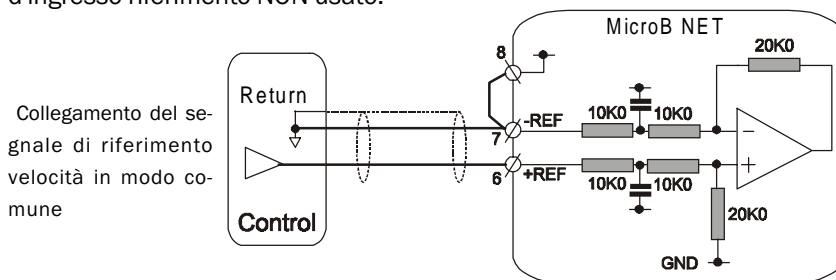 d'ingresso riferimento NON usato.
MicroB NET
8
20K0
Return
Collegamento del se-
gnale di riferimento
velocità in modo co-
mune
-REF
10K0 10K0
7
6
+REF
10K0 10K0
20K0
Control
GND